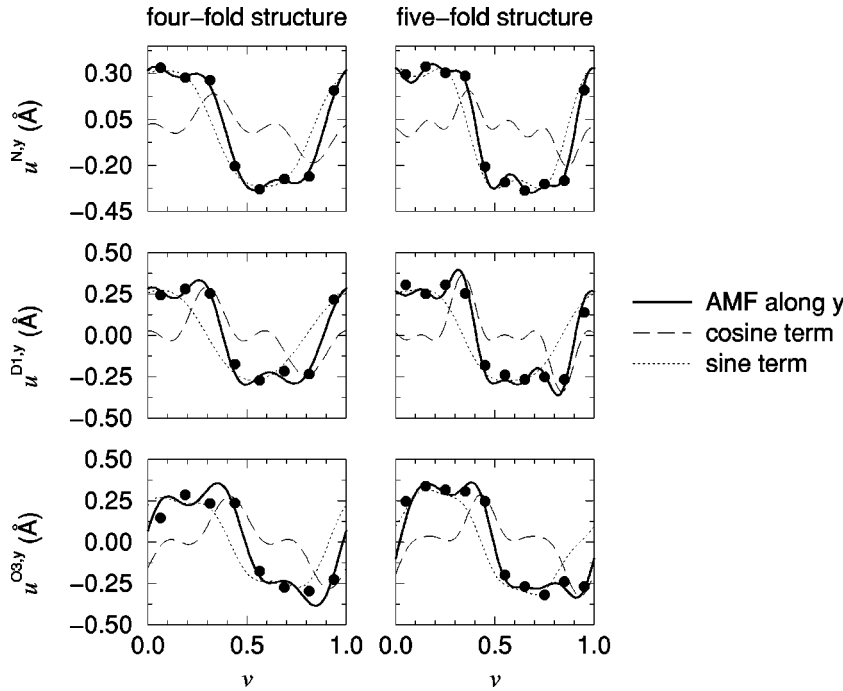 four−fold structure five−fold structure
0.30
0.05
−0.20
−0.45
u^N,y (Å)
0.50
0.25
0.00
−0.25
−0.50
u^D1,y (Å)
AMF along y
cosine term
sine term
0.50
0.25
0.00
−0.25
−0.50
u^O3,y (Å)
0.0 0.5 1.0 0.0 0.5 1.0
ν ν